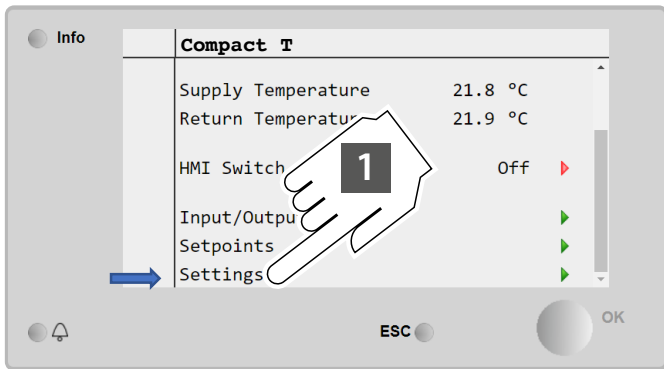 Info
Compact T
Supply Temperature 21.8 °C
Return Temperature 21.9 °C
HMI Switch Off
1
Input/Outpu
Setpoints
Settings
ESC
OK